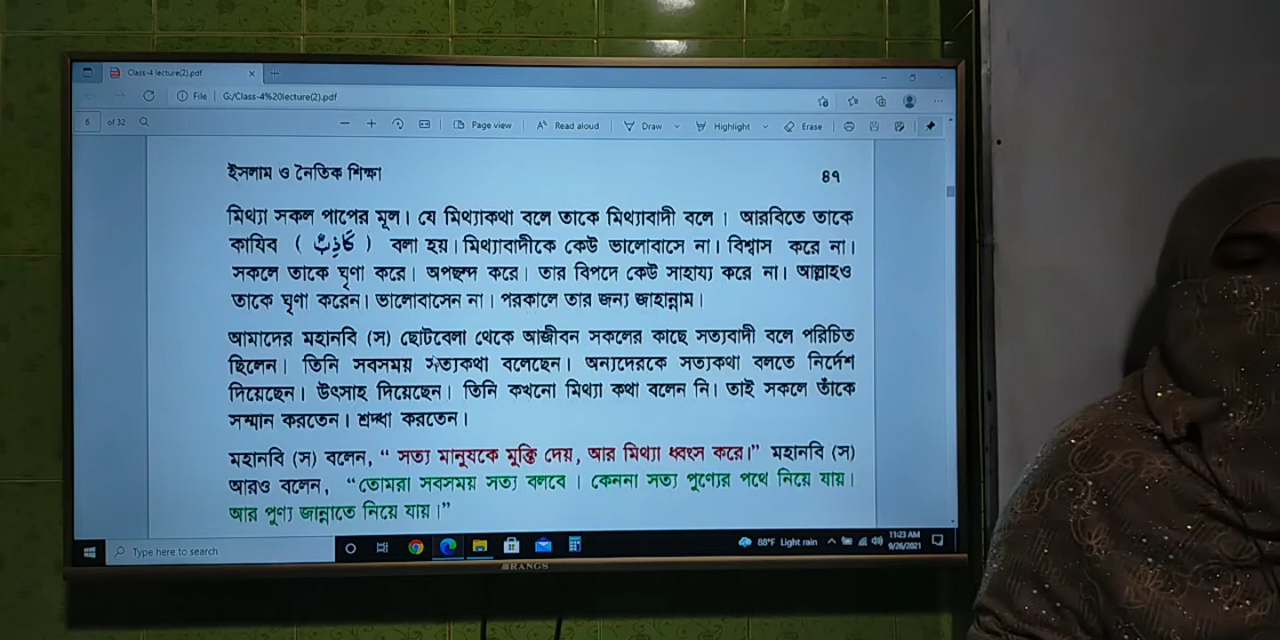 Class-4 lecture(2).pdf
File G:/Class-4%20lecture(2).pdf
6 of 32 Page view Read aloud Draw Highlight Erase
ইসলাম ও নৈতিক শিক্ষা ৪৭
মিথ্যা সকল পাপের মূল। যে মিথ্যাকথা বলে তাকে মিথ্যাবাদী বলে । আরবিতে তাকে
কাযিব ( كَاذِبٌ ) বলা হয়। মিথ্যাবাদীকে কেউ ভালোবাসে না। বিশ্বাস করে না।
সকলে তাকে ঘৃণা করে। অপছন্দ করে। তার বিপদে কেউ সাহায্য করে না। আল্লাহও
তাকে ঘৃণা করেন। ভালোবাসেন না। পরকালে তার জন্য জাহান্নাম।
আমাদের মহানবি (স) ছোটবেলা থেকে আজীবন সকলের কাছে সত্যবাদী বলে পরিচিত
ছিলেন। তিনি সবসময় সত্যকথা বলেছেন। অন্যদেরকে সত্যকথা বলতে নির্দেশ
দিয়েছেন। উৎসাহ দিয়েছেন। তিনি কখনো মিথ্যা কথা বলেন নি। তাই সকলে তাঁকে
সম্মান করতেন। শ্রদ্ধা করতেন।
মহানবি (স) বলেন, “ সত্য মানুষকে মুক্তি দেয়, আর মিথ্যা ধ্বংস করে।” মহানবি (স)
আরও বলেন, “তোমরা সবসময় সত্য বলবে । কেননা সত্য পুণ্যের পথে নিয়ে যায়।
আর পুণ্য জান্নাতে নিয়ে যায়।”
Type here to search 88°F Light rain 11:23 AM
9/26/2021
RANGS